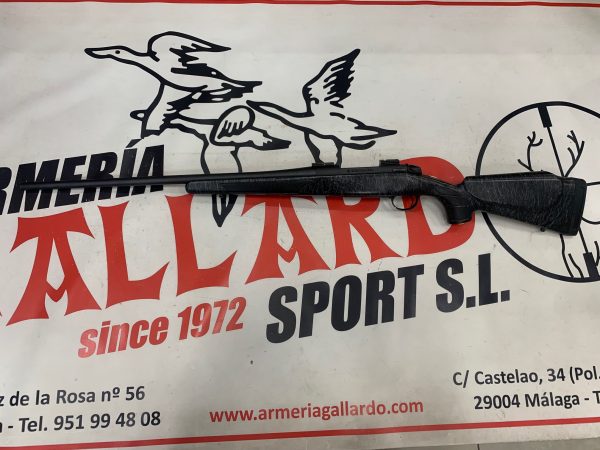 RMERÍA
ALLARD
since 1972 SPORT S.L.
z de la Rosa nº 56
- Tel. 951 99 48 08
www.armeriagallardo.com
C/ Castelao, 34 (Pol.
29004 Málaga - T